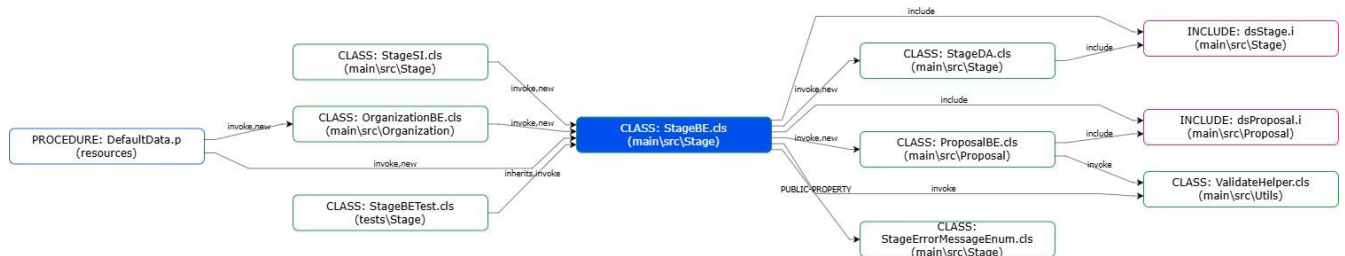 include
INCLUDE: dsStage.i
(main\src\Stage)
CLASS: StageSI.cls
(main\src\Stage)
CLASS: StageDA.cls
(main\src\Stage)
include
invoke,new
invoke,new
include
CLASS: OrganizationBE.cls
(main\src\Organization)
invoke,new
INCLUDE: dsProposal.i
(main\src\Proposal)
PROCEDURE: DefaultData.p
(resources)
invoke,new
CLASS: StageBE.cls
(main\src\Stage)
invoke,new
CLASS: ProposalBE.cls
(main\src\Proposal)
include
invoke,new
invoke
inherits,invoke
PUBLIC-PROPERTY
invoke
CLASS: ValidateHelper.cls
(main\src\Utils)
CLASS: StageBETest.cls
(tests\Stage)
CLASS:
StageErrorMessageEnum.cls
(main\src\Stage)